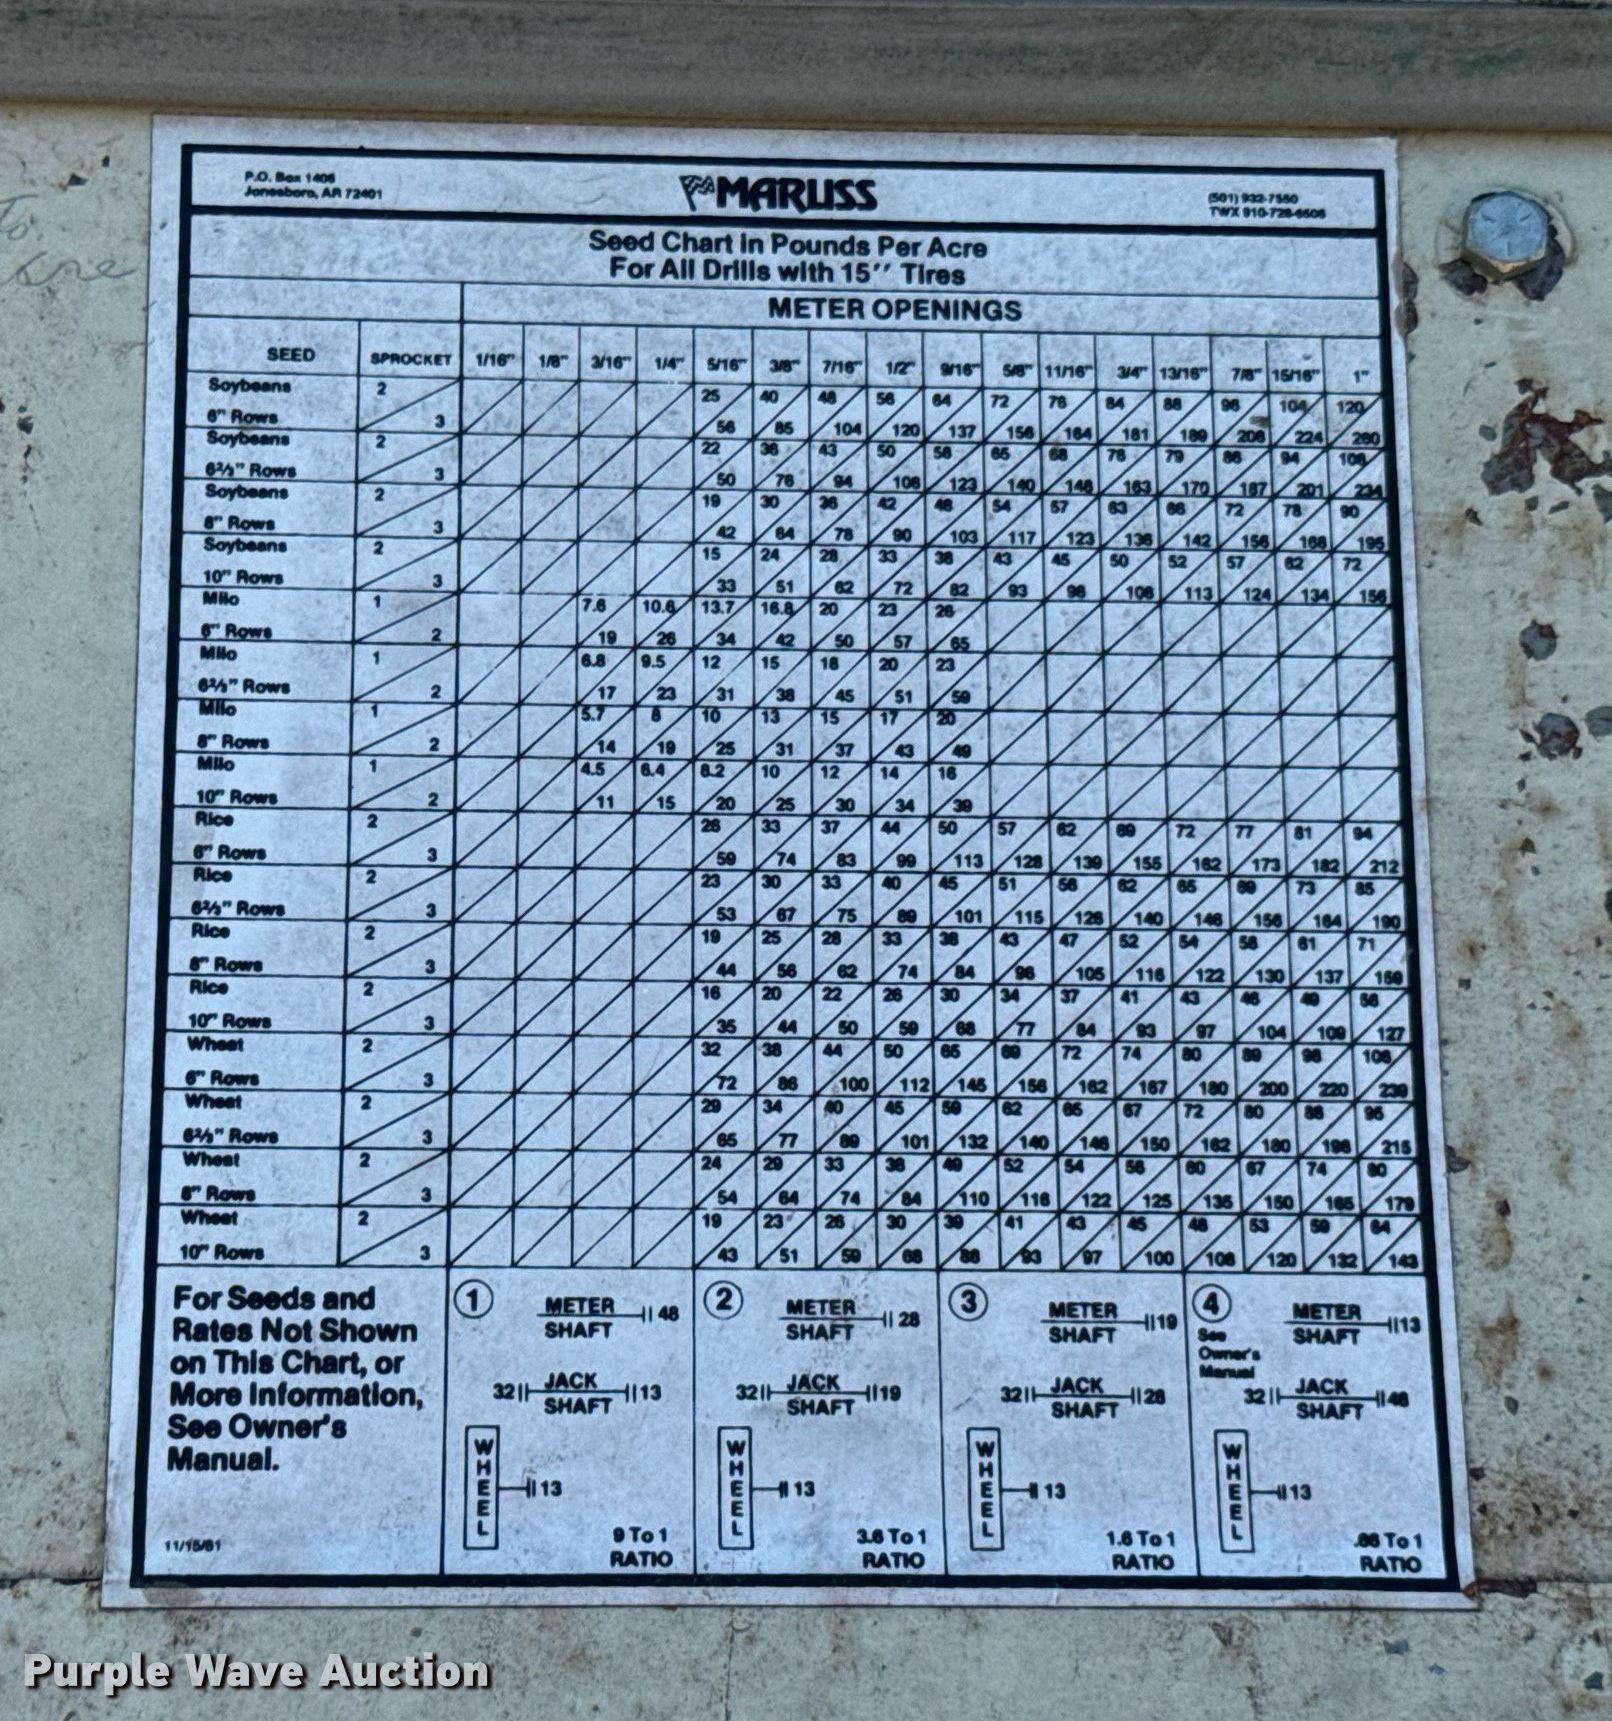 P.O. Box 1406
Jonesboro, AR 72401
MARLISS
(501) 932-7550
TWX 910-728-6506
Seed Chart in Pounds Per Acre
For All Drills with 15" Tires
METER OPENINGS
SEED SPROCKET 1/16" 1/8" 3/16" 1/4" 5/16" 3/8" 7/16" 1/2" 9/16" 5/8" 11/16" 3/4" 13/16" 7/8" 15/16" 1"
Soybeans 2 25 40 48 56 64 72 76 84 88 96 104 120
6" Rows 3 56 85 104 120 137 156 164 181 189 206 224 260
Soybeans 2 22 36 43 50 58 65 68 76 79 86 94 108
6⅔" Rows 3 50 76 94 108 123 140 148 163 170 187 201 234
Soybeans 2 19 30 36 42 48 54 57 63 66 72 78 90
8" Rows 3 42 64 78 90 103 117 123 136 142 156 168 195
Soybeans 2 15 24 28 33 38 43 45 50 52 57 62 72
10" Rows 3 33 51 62 72 82 93 98 108 113 124 134 156
Milo 1 7.6 10.6 13.7 16.8 20 23 26
6" Rows 2 19 26 34 42 50 57 65
Milo 1 6.8 9.5 12 15 18 20 23
6⅔" Rows 2 17 23 31 38 45 51 59
Milo 1 5.7 8 10 13 15 17 20
8" Rows 2 14 19 25 31 37 43 49
Milo 1 4.5 6.4 8.2 10 12 14 16
10" Rows 2 11 15 20 25 30 34 39
Rice 2 26 33 37 44 50 57 62 69 72 77 81 94
6" Rows 3 59 74 83 99 113 128 139 155 162 173 182 212
Rice 2 23 30 33 40 45 51 56 62 65 69 73 85
6⅔" Rows 3 53 67 75 89 101 115 126 140 146 156 164 190
Rice 2 19 25 28 33 38 43 47 52 54 58 61 71
8" Rows 3 44 56 62 74 84 96 105 116 122 130 137 159
Rice 2 16 20 22 26 30 34 37 41 43 46 49 56
10" Rows 3 35 44 50 59 68 77 84 93 97 104 109 127
Wheat 2 32 38 44 50 65 69 72 74 80 89 98 106
6" Rows 3 72 86 100 112 145 156 162 167 180 200 220 239
Wheat 2 29 34 40 45 59 62 65 67 72 80 88 96
6⅔" Rows 3 65 77 89 101 132 140 146 150 162 180 198 215
Wheat 2 24 29 33 38 49 52 54 56 60 67 74 80
8" Rows 3 54 64 74 84 110 116 122 125 135 150 165 179
Wheat 2 19 23 26 30 39 41 43 45 48 53 59 64
10" Rows 3 43 51 59 68 88 93 97 100 108 120 132 143
For Seeds and
Rates Not Shown
on This Chart, or
More Information,
See Owner's
Manual.
11/15/81
1
METER 48
SHAFT
32 JACK 13
SHAFT
WHEEL 13
9 To 1
RATIO
2
METER 28
SHAFT
32 JACK 19
SHAFT
WHEEL 13
3.6 To 1
RATIO
3
METER 19
SHAFT
32 JACK 28
SHAFT
WHEEL 13
1.6 To 1
RATIO
4
See
Owner's
Manual
METER 13
SHAFT
32 JACK 48
SHAFT
WHEEL 13
.66 To 1
RATIO
Purple Wave Auction